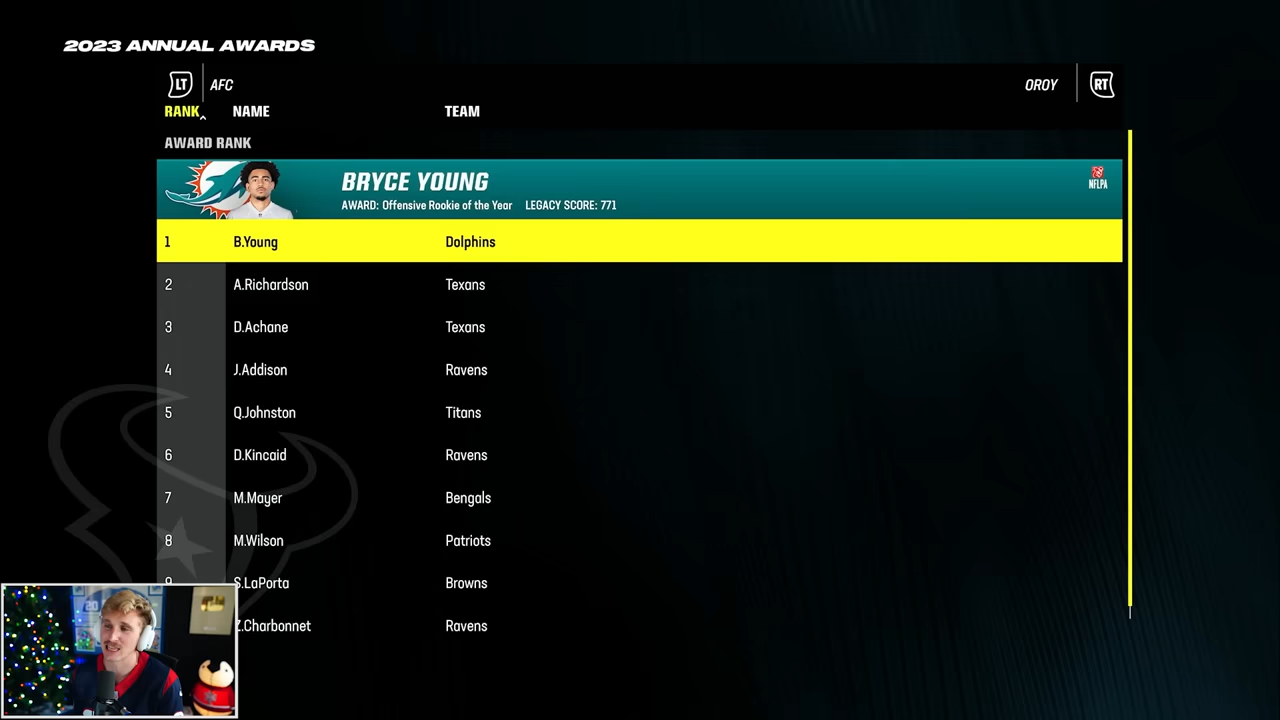 2023 ANNUAL AWARDS
LT AFC OROY RT
RANK NAME TEAM
AWARD RANK
BRYCE YOUNG
AWARD: Offensive Rookie of the Year LEGACY SCORE: 771
NFLPA
1 B.Young Dolphins
2 A.Richardson Texans
3 D.Achane Texans
4 J.Addison Ravens
5 Q.Johnston Titans
6 D.Kincaid Ravens
7 M.Mayer Bengals
8 M.Wilson Patriots
9 S.LaPorta Browns
Z.Charbonnet Ravens